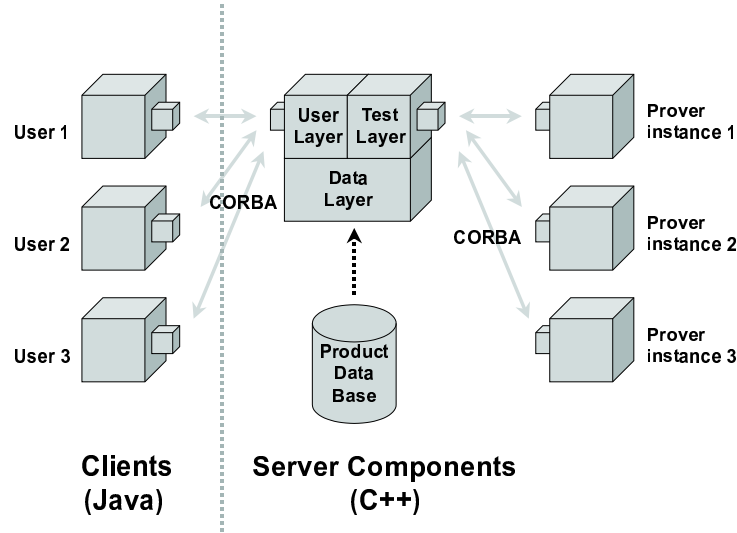 User 1
User 2
User 3
CORBA
User
Layer
Test
Layer
Data
Layer
Product
Data
Base
CORBA
Prover
instance 1
Prover
instance 2
Prover
instance 3
Clients
(Java)
Server Components
(C++)